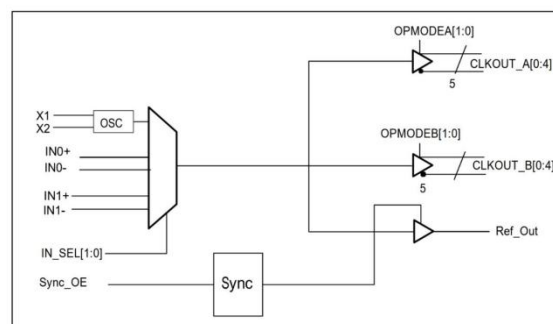 OPMODEA[1:0]
CLKOUT_A[0:4]
5
X1
X2
OSC
IN0+
IN0-
OPMODEB[1:0]
CLKOUT_B[0:4]
5
IN1+
IN1-
Ref_Out
IN_SEL[1:0]
Sync_OE
Sync